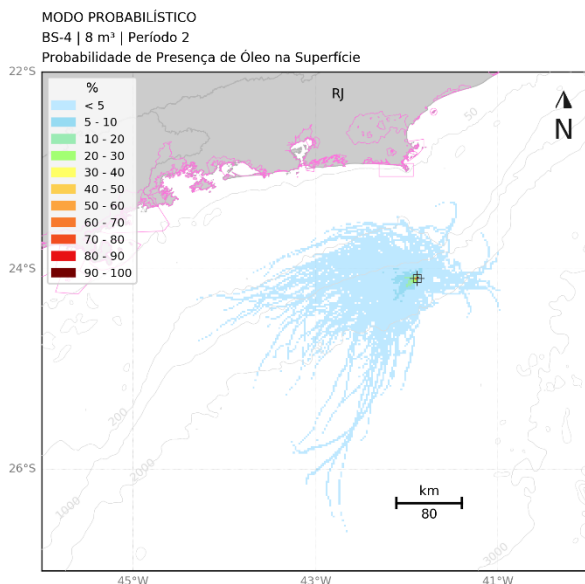 MODO PROBABILÍSTICO
BS-4 | 8 m³ | Período 2
Probabilidade de Presença de Óleo na Superfície
22°S
24°S
26°S
%
< 5
5 - 10
10 - 20
20 - 30
30 - 40
40 - 50
50 - 60
60 - 70
70 - 80
80 - 90
90 - 100
RJ
50
N
200
1000
2000
3000
km
80
45°W
43°W
41°W